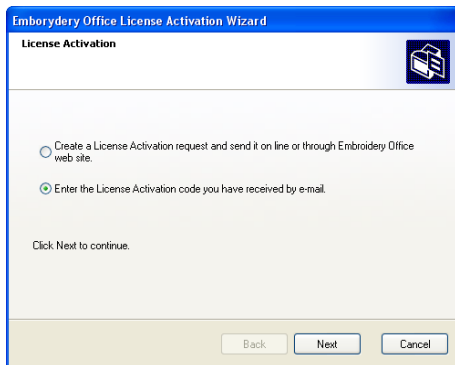 Emborydery Office License Activation Wizard
License Activation
Create a License Activation request and send it on line or through Embroidery Office
web site.
Enter the License Activation code you have received by e-mail.
Click Next to continue.
Back Next Cancel